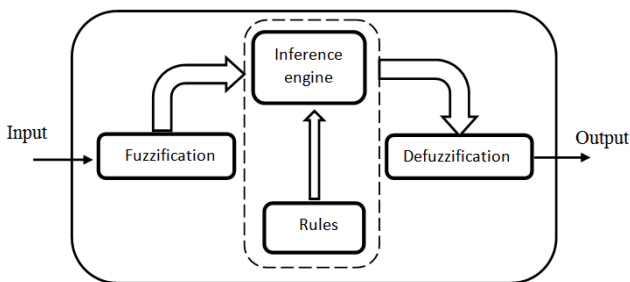 Inference
engine
Input
Fuzzification
Defuzzification
Output
Rules